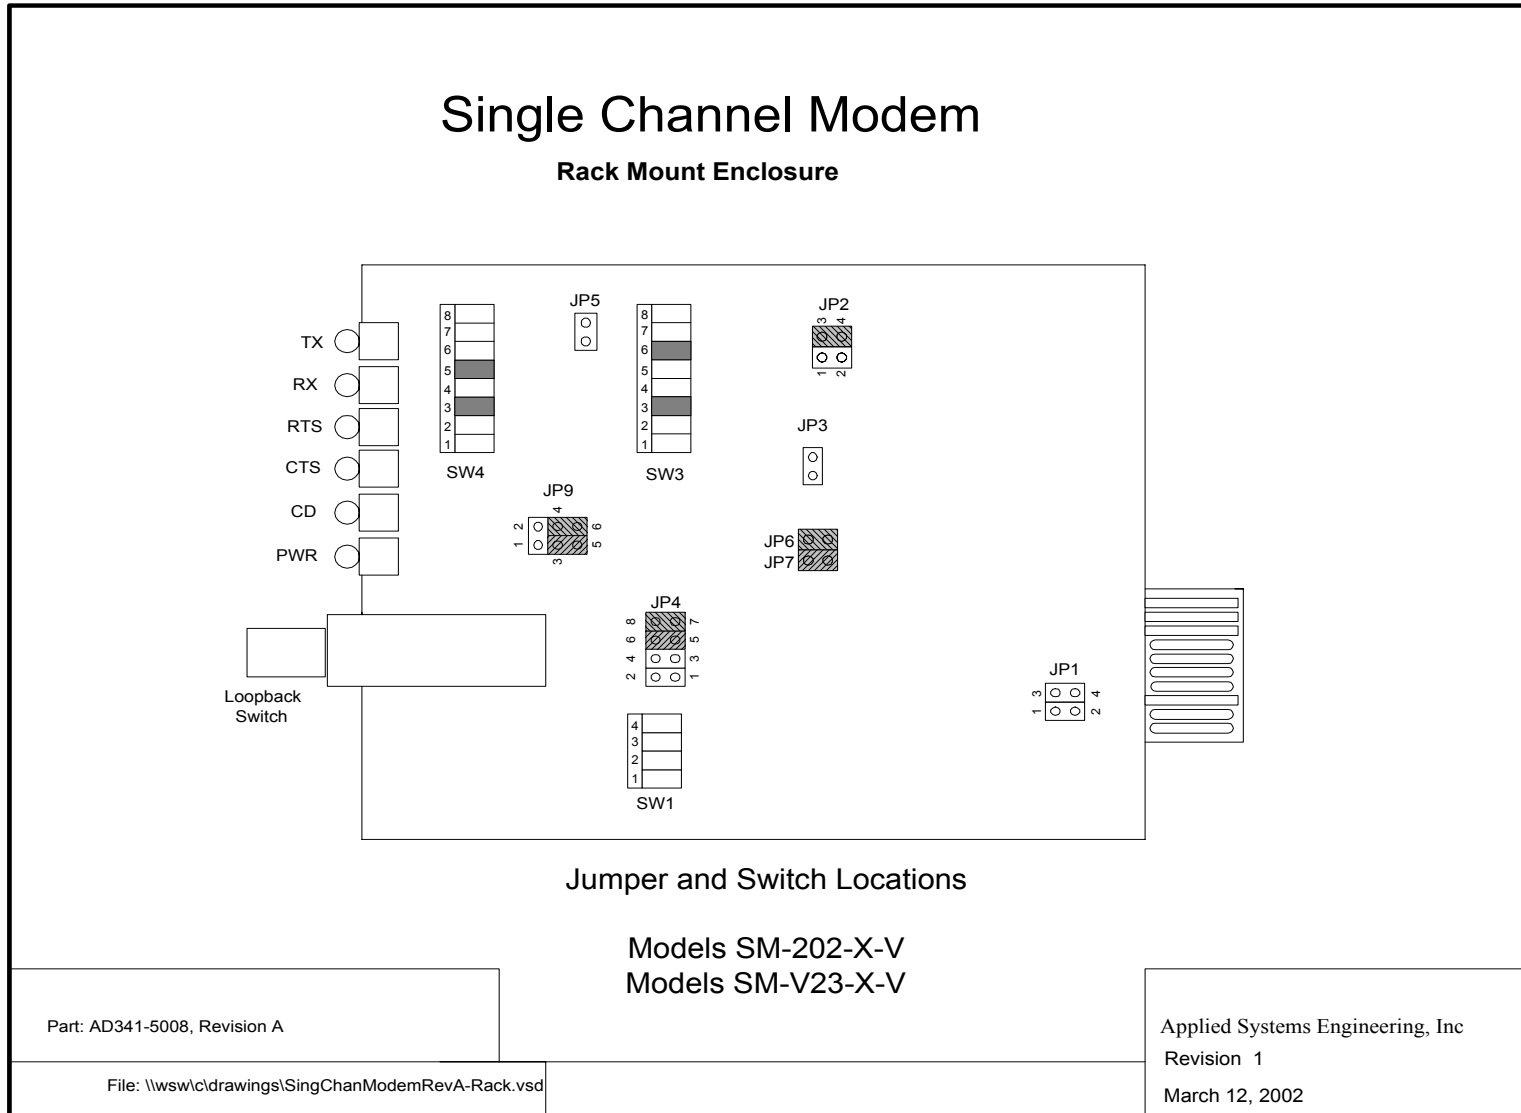 Single Channel Modem
Rack Mount Enclosure
JP5
JP2
8
7
6
5
4
3
2
1
SW4
8
7
6
5
4
3
2
1
SW3
3 4
1 2
TX
RX
RTS
CTS
CD
PWR
JP3
JP9
4
2 6
1 5
3
JP6
JP7
JP4
8 7
6 5
4 3
2 1
Loopback
Switch
JP1
3 4
1 2
4
3
2
1
SW1
Jumper and Switch Locations
Models SM-202-X-V
Models SM-V23-X-V
Part: AD341-5008, Revision A
File: \\wsw\c\drawings\SingChanModemRevA-Rack.vsd
Applied Systems Engineering, Inc
Revision 1
March 12, 2002